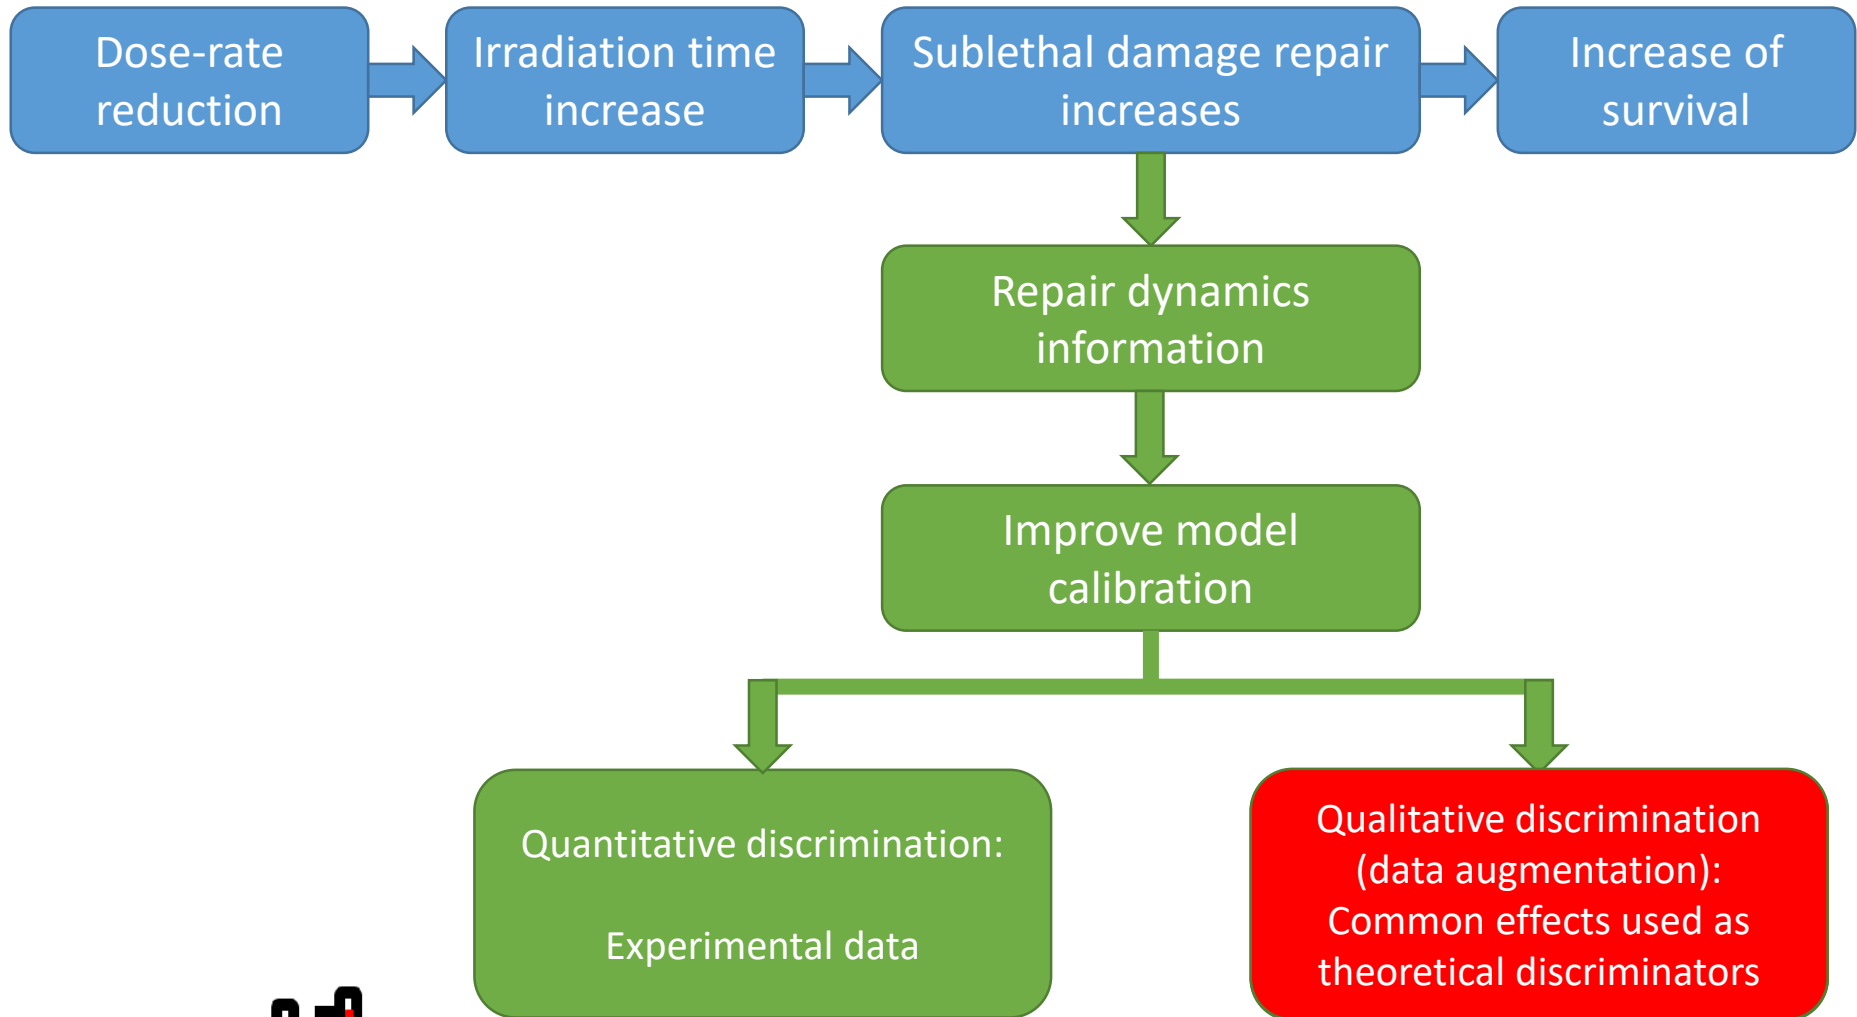 Dose-rate
reduction
Irradiation time
increase
Sublethal damage repair
increases
Increase of
survival
Repair dynamics
information
Improve model
calibration
Quantitative discrimination:
Experimental data
Qualitative discrimination
(data augmentation):
Common effects used as
theoretical discriminators